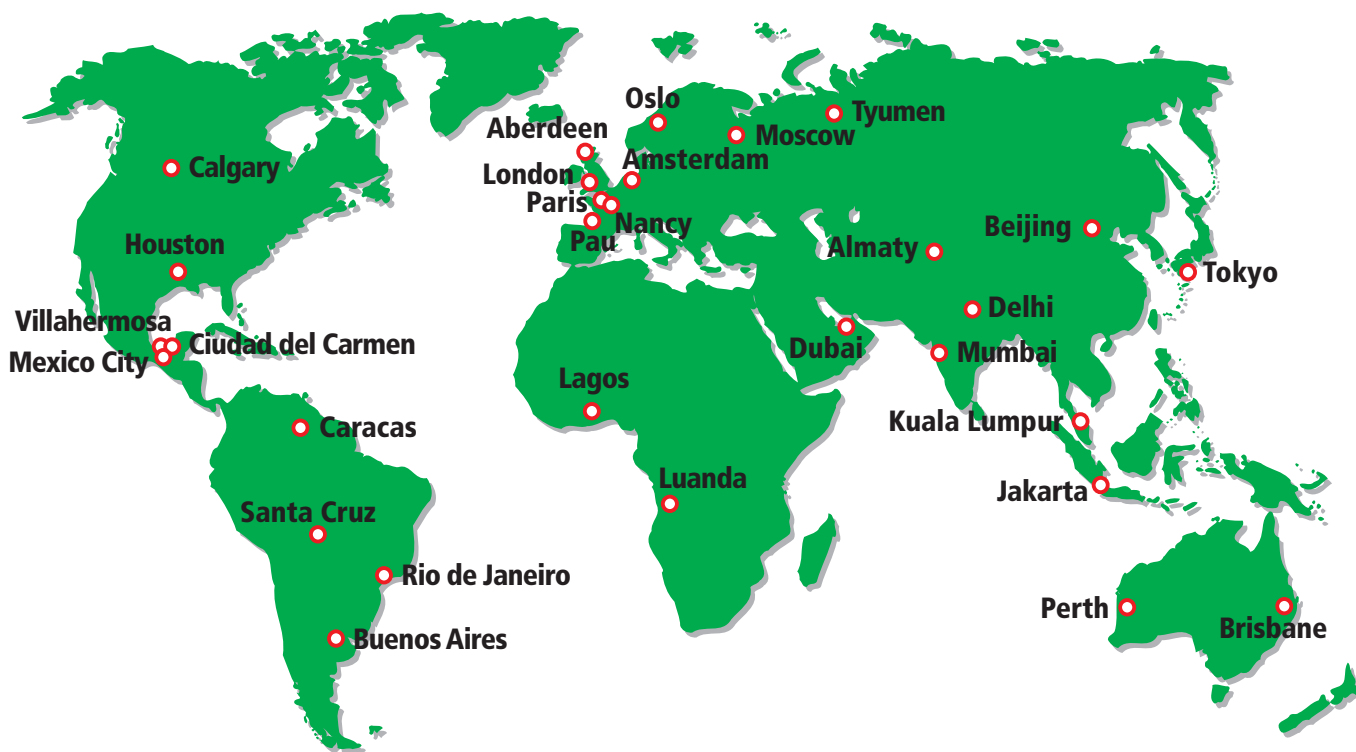 Oslo
Tyumen
Aberdeen
Moscow
Amsterdam
Calgary
London
Paris
Nancy
Pau
Beijing
Houston
Almaty
Tokyo
Delhi
Villahermosa
Ciudad del Carmen
Dubai
Mumbai
Mexico City
Lagos
Kuala Lumpur
Caracas
Luanda
Jakarta
Santa Cruz
Rio de Janeiro
Perth
Brisbane
Buenos Aires